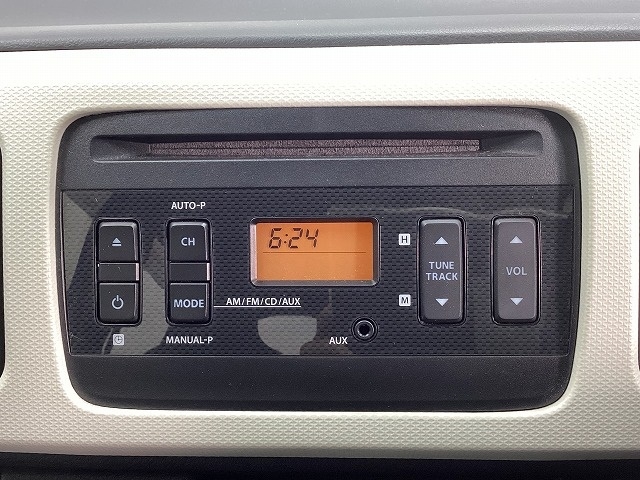 AUTO-P
CH
6:24
H
TUNE
TRACK
VOL
MODE
AM/FM/CD/AUX
M
MANUAL-P
AUX